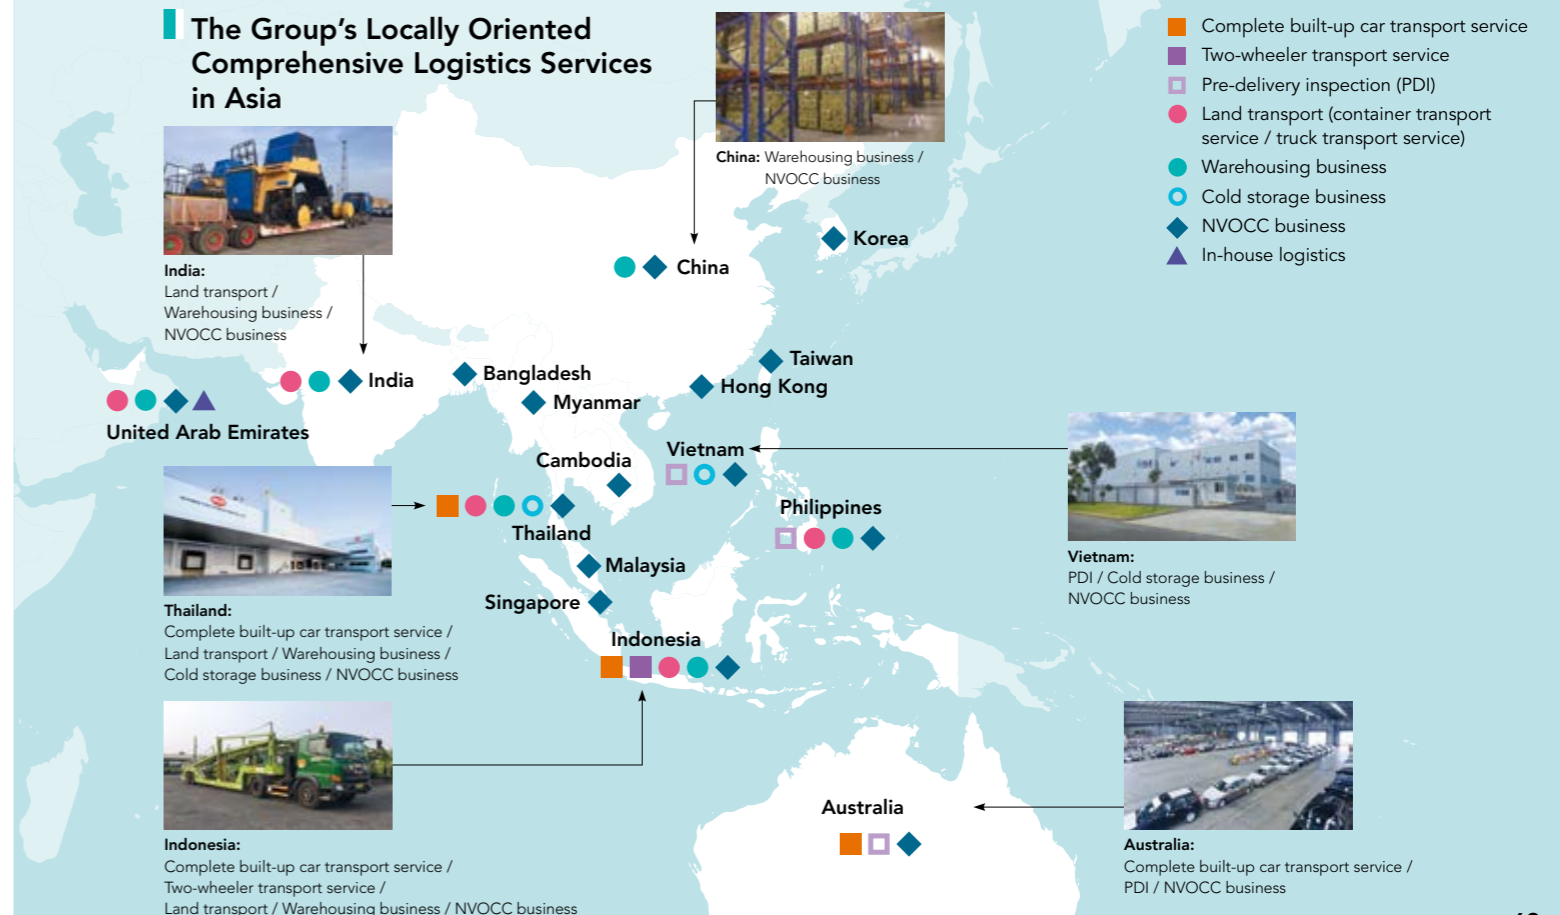 The Group's Locally Oriented
Comprehensive Logistics Services
in Asia
Complete built-up car transport service
Two-wheeler transport service
Pre-delivery inspection (PDI)
Land transport (container transport
service / truck transport service)
Warehousing business
Cold storage business
NVOCC business
In-house logistics
China: Warehousing business /
NVOCC business
India:
Land transport /
Warehousing business /
NVOCC business
Korea
China
Taiwan
Hong Kong
India
Bangladesh
Myanmar
United Arab Emirates
Vietnam
Cambodia
Philippines
Thailand
Malaysia
Singapore
Indonesia
Australia
Vietnam:
PDI / Cold storage business /
NVOCC business
Thailand:
Complete built-up car transport service /
Land transport / Warehousing business /
Cold storage business / NVOCC business
Indonesia:
Complete built-up car transport service /
Two-wheeler transport service /
Land transport / Warehousing business / NVOCC business
Australia:
Complete built-up car transport service /
PDI / NVOCC business